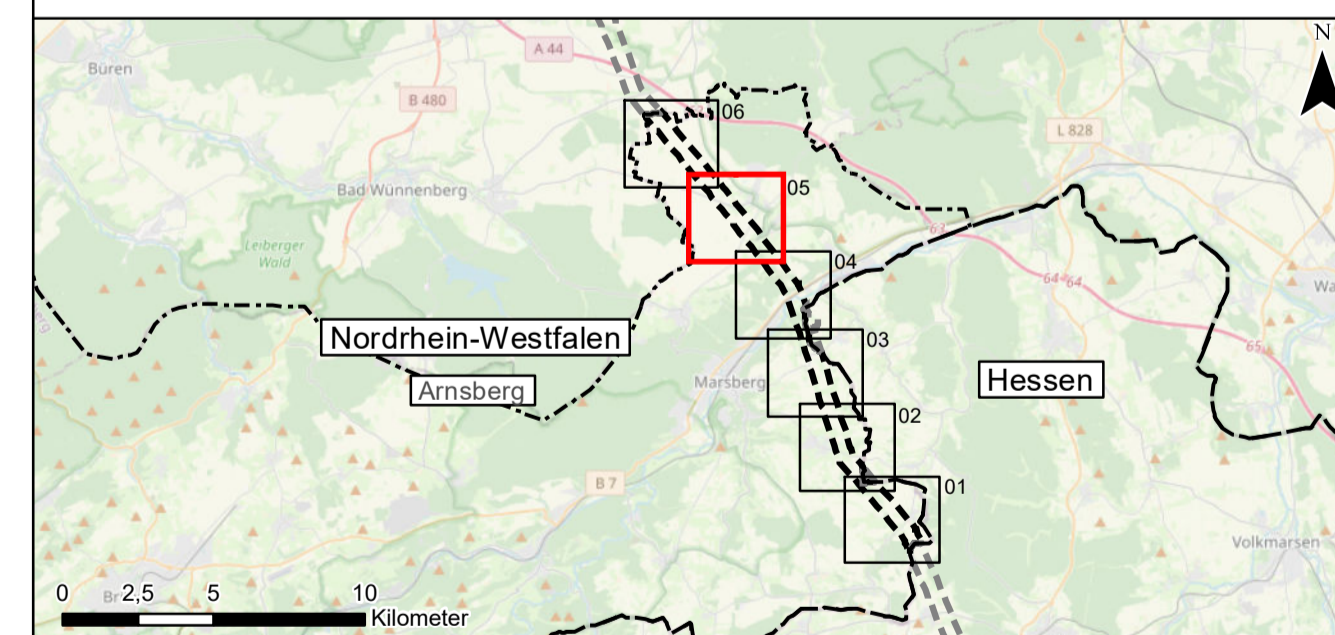 N
A 44
Büren
B 480
06
L 828
Bad Wünnenberg
05
63
Leiberger
Wald
04
64-64
Nordrhein-Westfalen
03
65
Marsberg
Hessen
Arnsberg
02
B 7
01
Volkmarsen
0 2,5 5 10
Kilometer